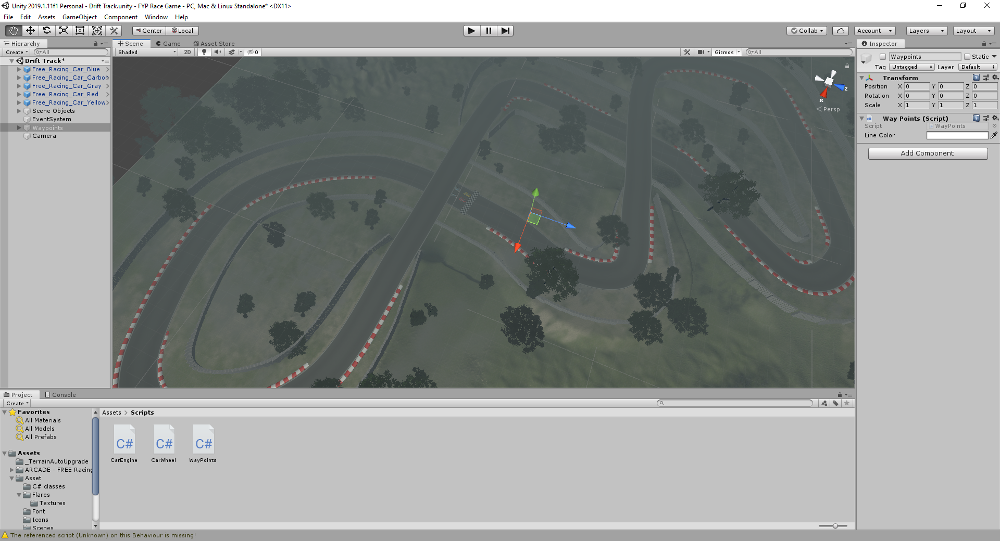 Unity 2019.1.11f1 Personal - Drift Track.unity - FYP Race Game - PC, Mac & Linux Standalone* <DX11>
File Edit Assets GameObject Component Window Help
Center Local Collab Account Layers Layout
Hierarchy
Create All
Drift Track*
Free_Racing_Car_Blue
Free_Racing_Car_Carbon
Free_Racing_Car_Gray
Free_Racing_Car_Red
Free_Racing_Car_Yellow
Scene Objects
EventSystem
Waypoints
Camera
Scene Game Asset Store
Shaded 2D 0 Gizmos All
x z
Persp
Inspector
Waypoints Static
Tag Untagged Layer Default
Transform
Position X 0 Y 0 Z 0
Rotation X 0 Y 0 Z 0
Scale X 1 Y 1 Z 1
Way Points (Script)
Script WayPoints
Line Color
Add Component
Project Console
Create
Favorites
All Materials
All Models
All Prefabs
Assets
_TerrainAutoUpgrade
ARCADE - FREE Racing
Asset
C# classes
Flares
Textures
Font
Icons
Scenes
Assets > Scripts
C# C# C#
CarEngine CarWheel WayPoints
The referenced script (Unknown) on this Behaviour is missing!